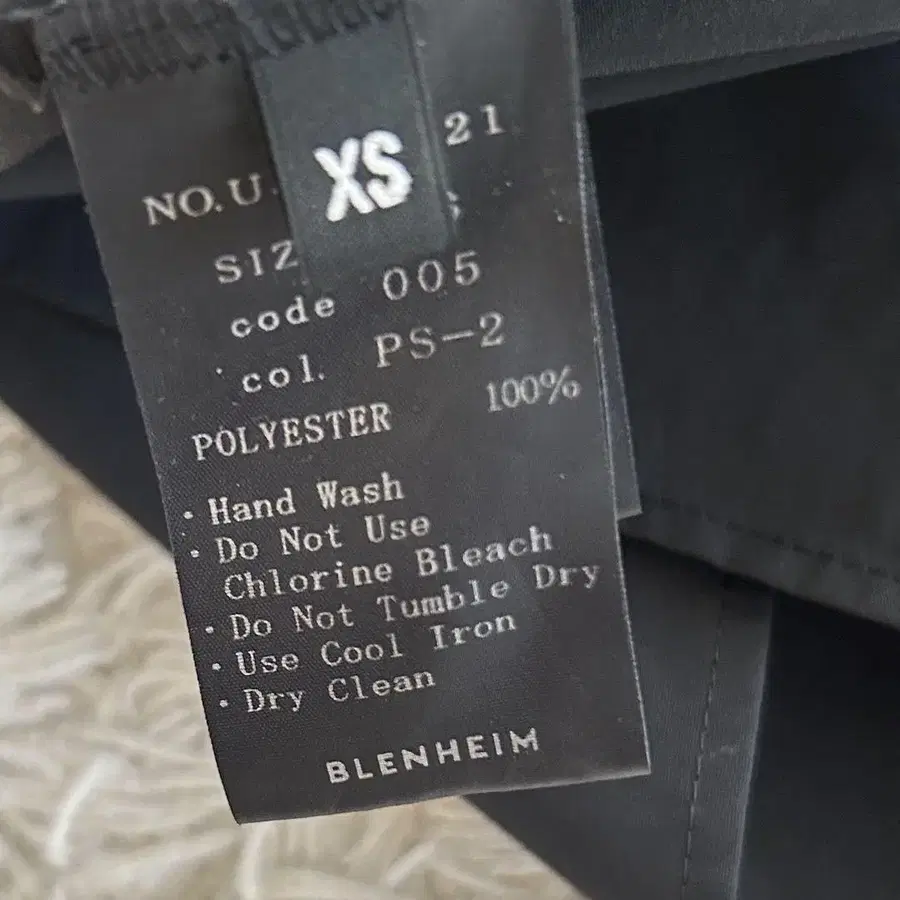 XS
NO. U. 21
SIZ
code 005
col. PS-2
POLYESTER 100%
· Hand Wash
· Do Not Use
Chlorine Bleach
· Do Not Tumble Dry
· Use Cool Iron
· Dry Clean
BLENHEIM